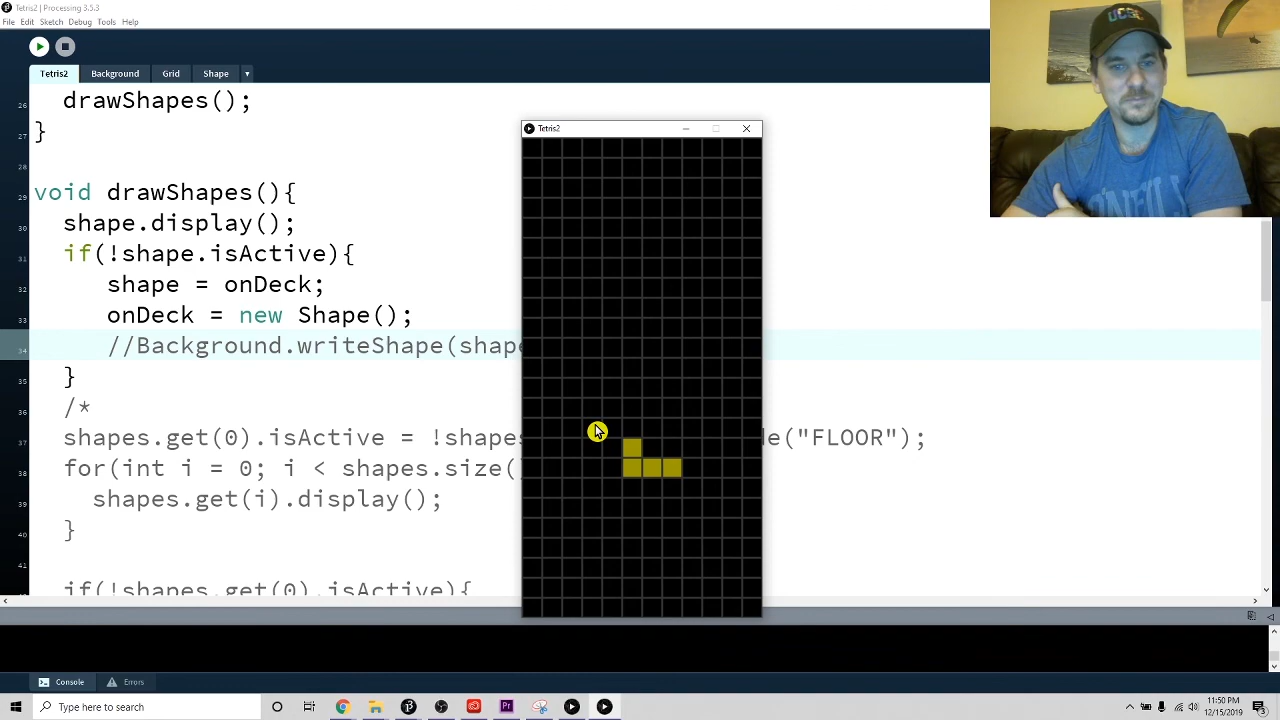 Tetris2 | Processing 3.5.3
File Edit Sketch Debug Tools Help
Tetris2 Background Grid Shape
26 drawShapes();
27 }
28
29 void drawShapes(){
30 shape.display();
31 if(!shape.isActive){
32 shape = onDeck;
33 onDeck = new Shape();
34 //Background.writeShape(shape
35 }
36 /*
37 shapes.get(0).isActive = !shapes de("FLOOR");
38 for(int i = 0; i < shapes.size(
39 shapes.get(i).display();
40 }
41
if(!shapes.get(0).isActive){
Tetris2
UCSC
O'NEILL
Console Errors
Type here to search
11:50 PM
12/15/2019
3